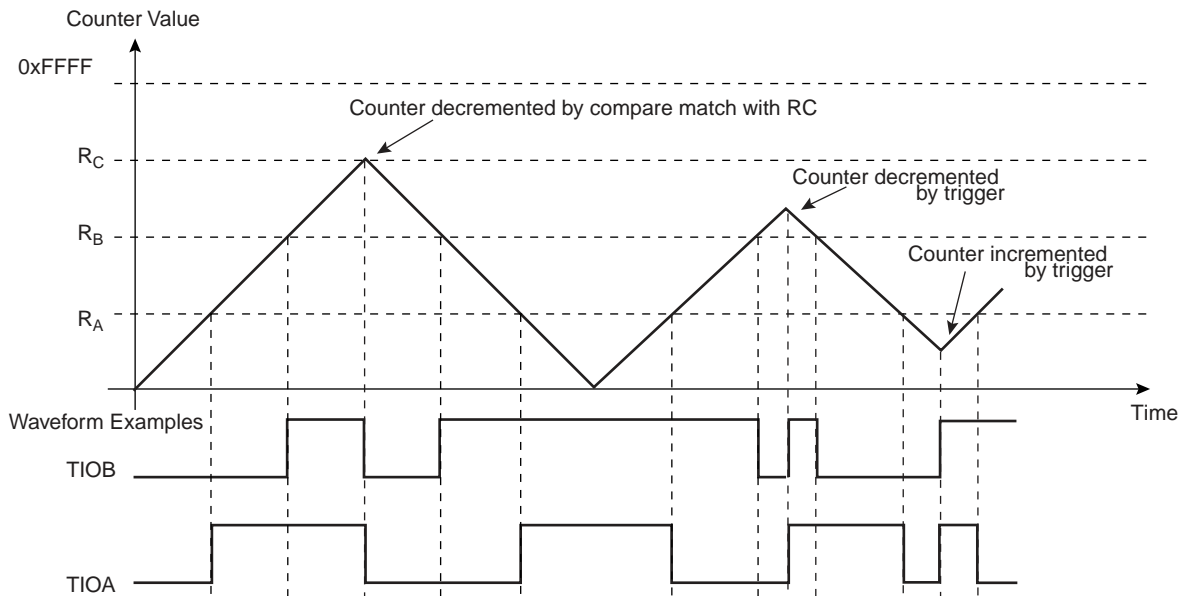 Counter Value
0xFFFF
Counter decremented by compare match with RC
RC
Counter decremented
by trigger
RB
Counter incremented
by trigger
RA
Time
Waveform Examples
TIOB
TIOA